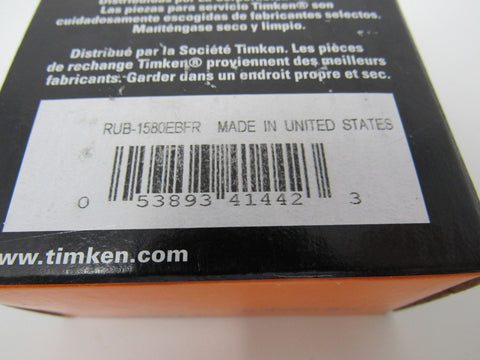 Las piezas para servicio Timken® son
cuidadosamente escogidas de fabricantes selectos.
Manténgase seco y limpio.
Distribué par la Société Timken. Les pièces
de rechange Timken® proviennent des meilleurs
fabricants. Garder dans un endroit propre et sec.
RUB-1580EBFR MADE IN UNITED STATES
0 53893 41442 3
www.timken.com